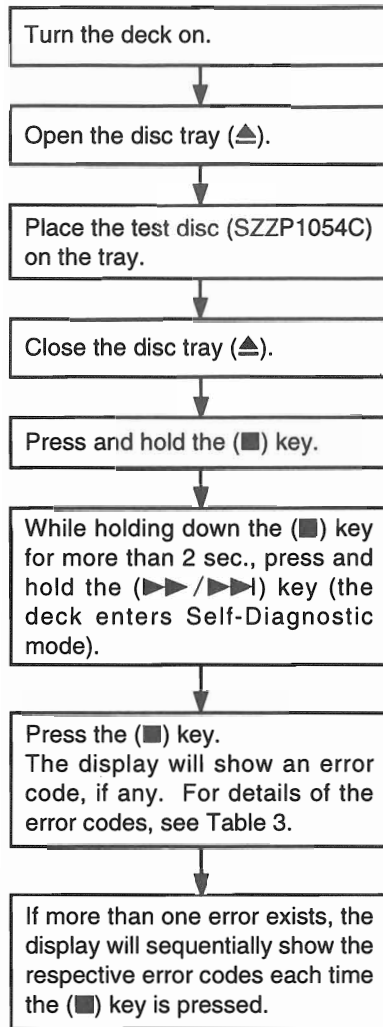 Turn the deck on.
Open the disc tray (⏏).
Place the test disc (SZZP1054C)
on the tray.
Close the disc tray (⏏).
Press and hold the (■) key.
While holding down the (■) key
for more than 2 sec., press and
hold the (▶▶/▶▶|) key (the
deck enters Self-Diagnostic
mode).
Press the (■) key.
The display will show an error
code, if any. For details of the
error codes, see Table 3.
If more than one error exists, the
display will sequentially show the
respective error codes each time
the (■) key is pressed.